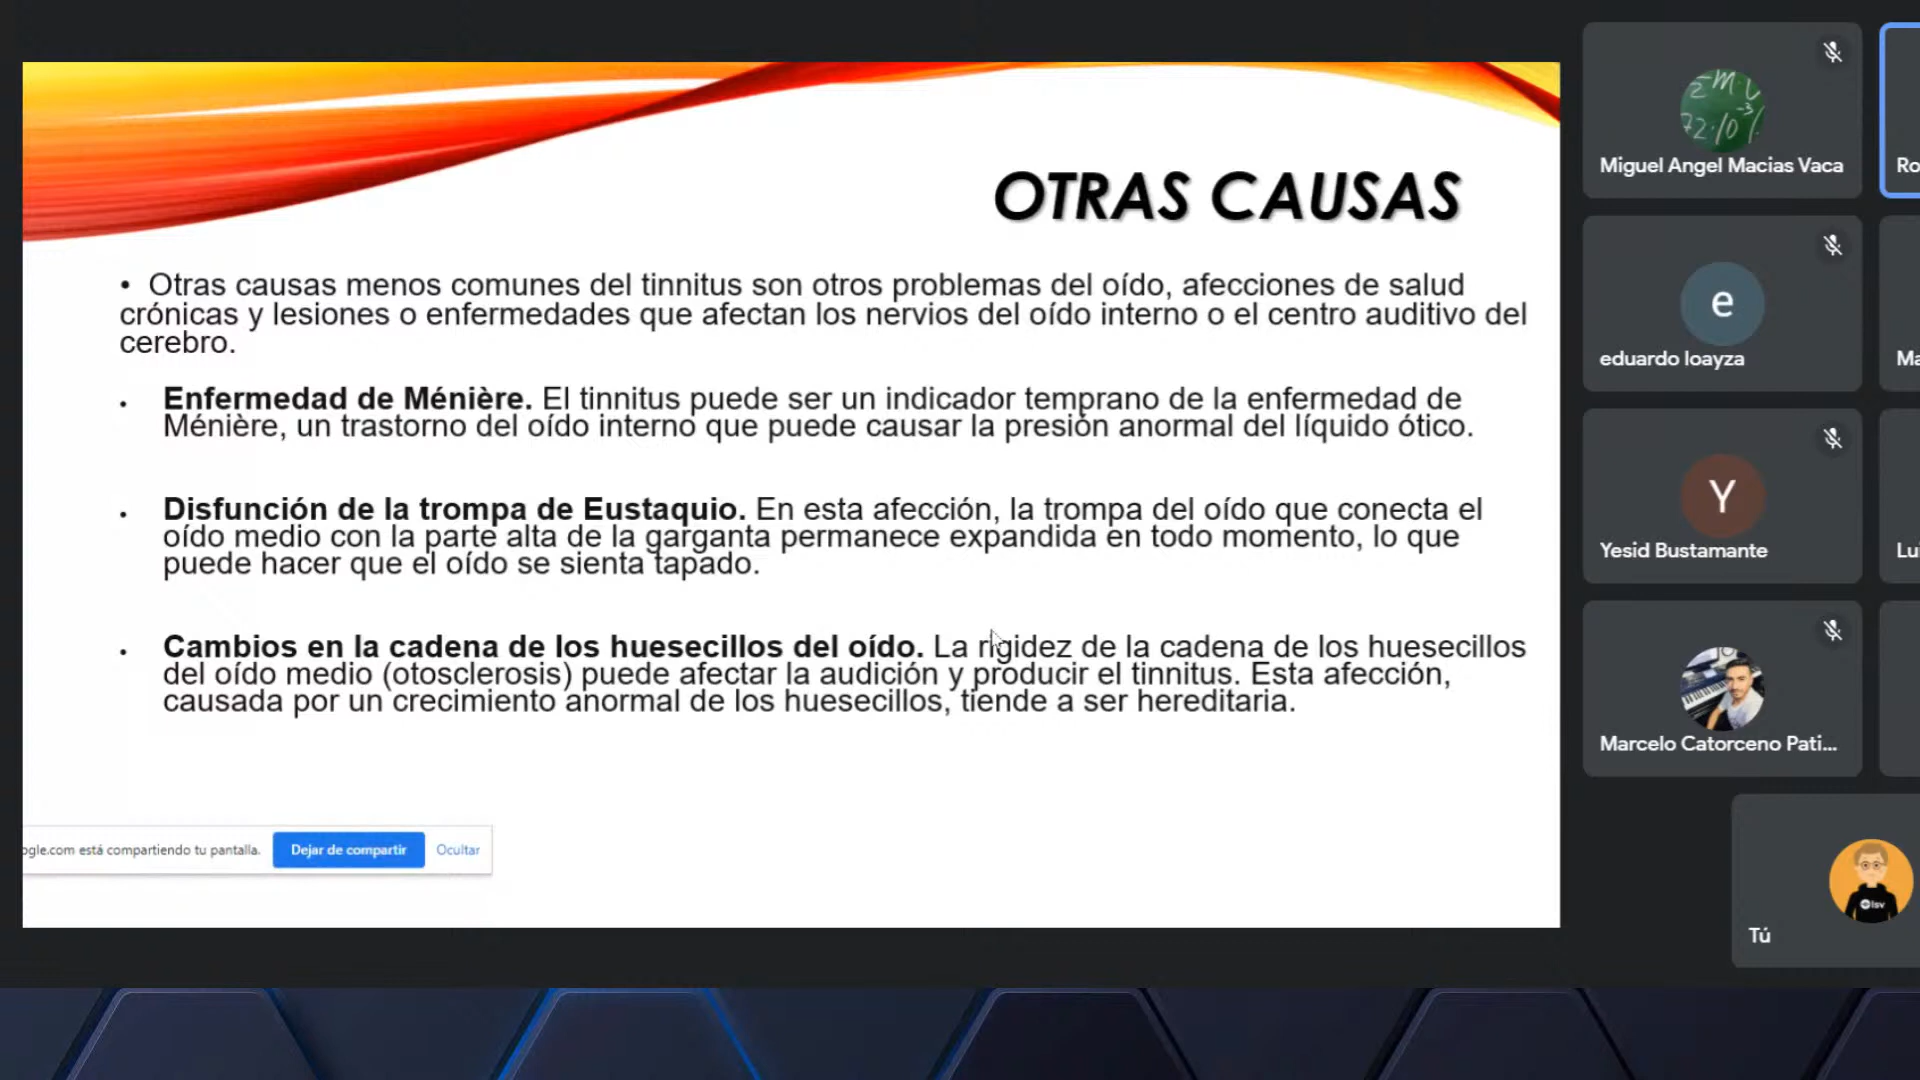 OTRAS CAUSAS
• Otras causas menos comunes del tinnitus son otros problemas del oído, afecciones de salud
crónicas y lesiones o enfermedades que afectan los nervios del oído interno o el centro auditivo del
cerebro.
• Enfermedad de Ménière. El tinnitus puede ser un indicador temprano de la enfermedad de
Ménière, un trastorno del oído interno que puede causar la presión anormal del líquido ótico.
• Disfunción de la trompa de Eustaquio. En esta afección, la trompa del oído que conecta el
oído medio con la parte alta de la garganta permanece expandida en todo momento, lo que
puede hacer que el oído se sienta tapado.
• Cambios en la cadena de los huesecillos del oído. La rigidez de la cadena de los huesecillos
del oído medio (otosclerosis) puede afectar la audición y producir el tinnitus. Esta afección,
causada por un crecimiento anormal de los huesecillos, tiende a ser hereditaria.
ogle.com está compartiendo tu pantalla. Dejar de compartir Ocultar
Miguel Angel Macias Vaca
Ro
e
eduardo loayza
Ma
Y
Yesid Bustamante
Lui
Marcelo Catorceno Pati...
lsv
Tú